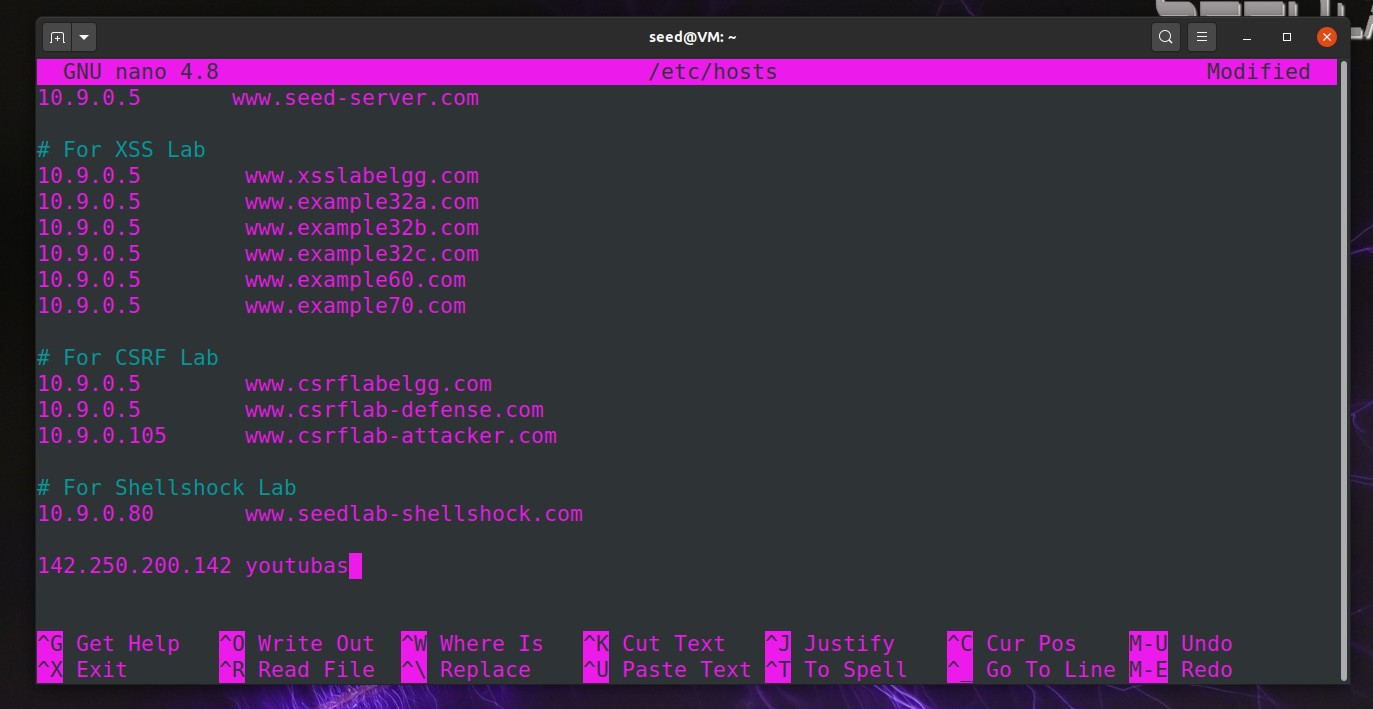 seed@VM: ~
GNU nano 4.8 /etc/hosts Modified
10.9.0.5 www.seed-server.com
# For XSS Lab
10.9.0.5 www.xsslabelgg.com
10.9.0.5 www.example32a.com
10.9.0.5 www.example32b.com
10.9.0.5 www.example32c.com
10.9.0.5 www.example60.com
10.9.0.5 www.example70.com
# For CSRF Lab
10.9.0.5 www.csrflabelgg.com
10.9.0.5 www.csrflab-defense.com
10.9.0.105 www.csrflab-attacker.com
# For Shellshock Lab
10.9.0.80 www.seedlab-shellshock.com
142.250.200.142 youtubas
^G Get Help ^O Write Out ^W Where Is ^K Cut Text ^J Justify ^C Cur Pos M-U Undo
^X Exit ^R Read File ^\ Replace ^U Paste Text ^T To Spell ^_ Go To Line M-E Redo